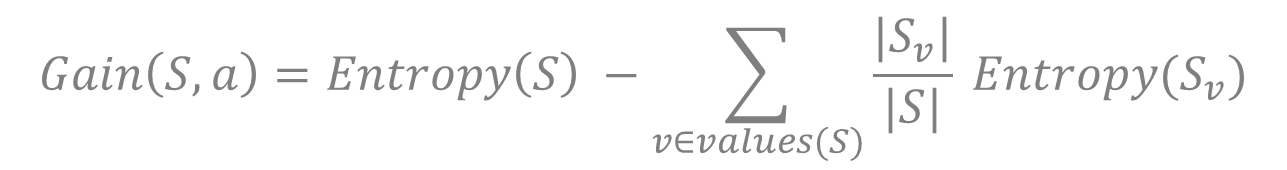 Gain(S, a) = Entropy(S) − ∑_{v∈values(S)} |S_v| / |S| Entropy(S_v)